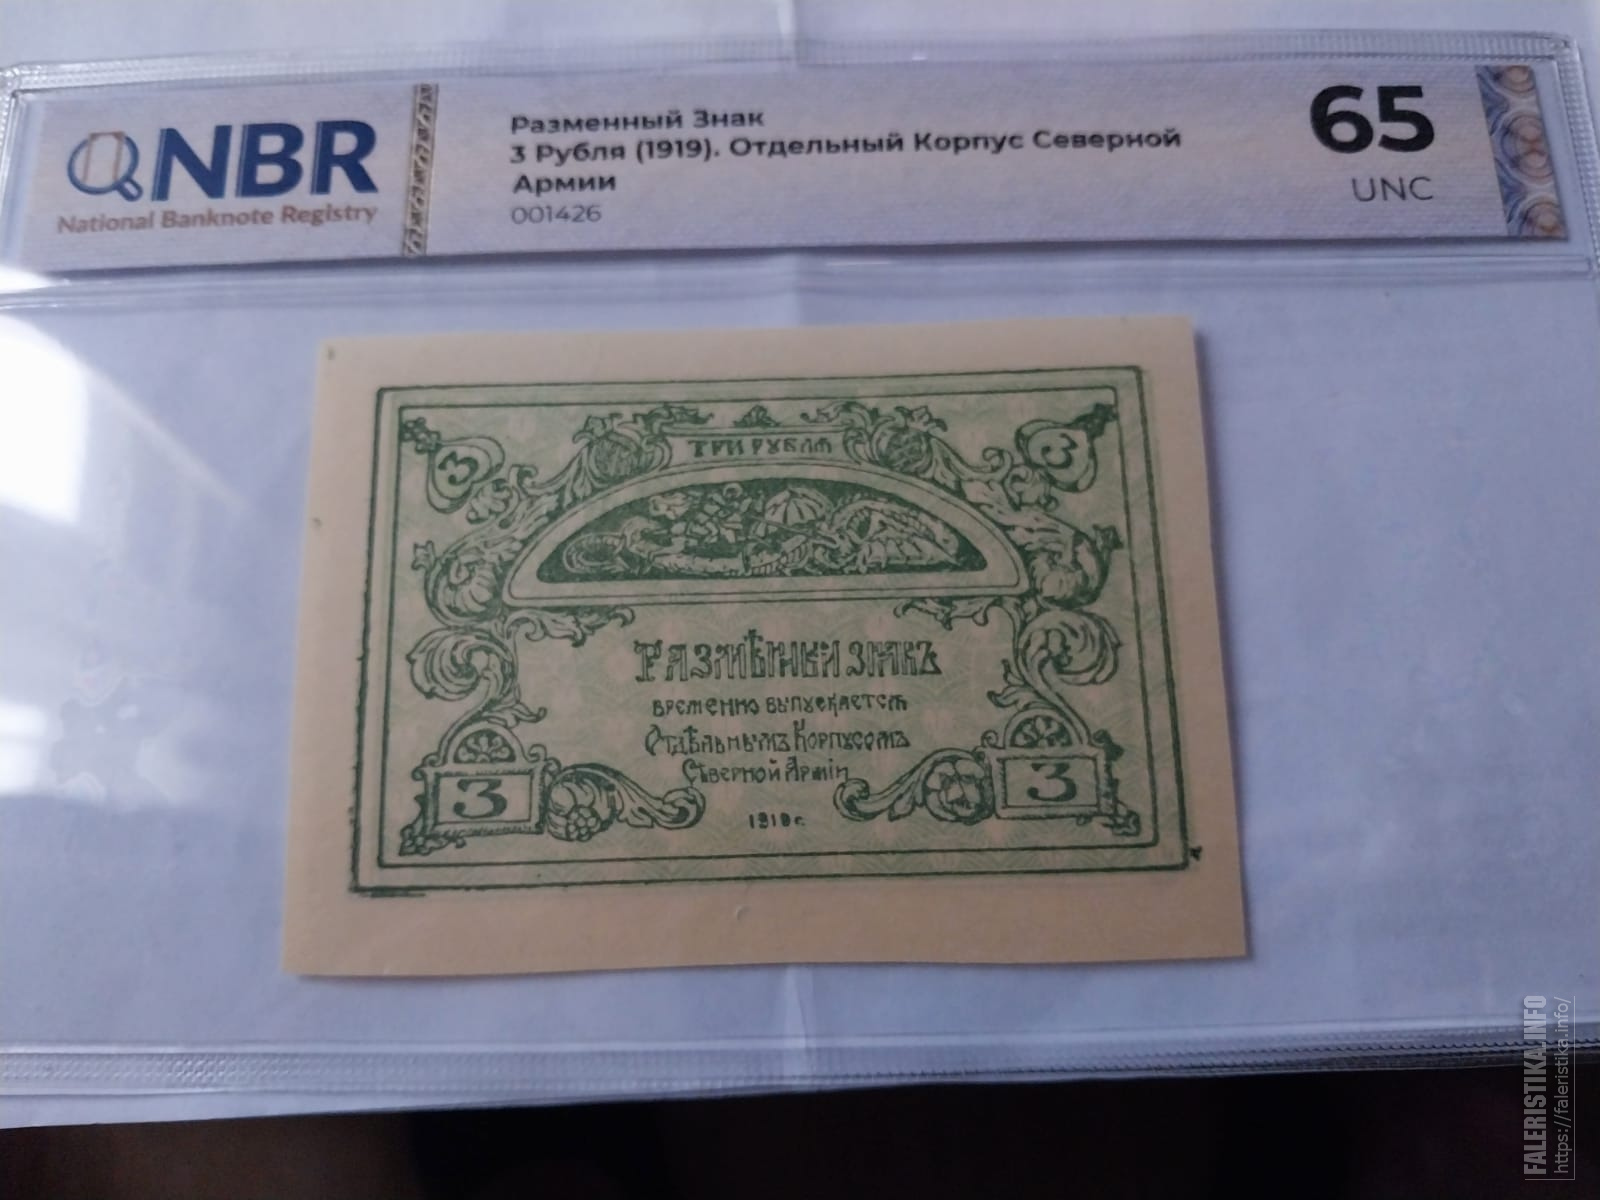 NBR
National Banknote Registry
Разменный Знак
3 Рубля (1919). Отдельный Корпус Северной
Армии
001426
65
UNC
3
ТРИ РУБЛЯ
3
РАЗМѢННЫЙ ЗНАКЪ
ВРЕМЕННО ВЫПУСКАЕТСЯ
ОТДѢЛЬНЫМЪ КОРПУСОМЪ
СѢВЕРНОЙ АРМІИ
1919 г.
3
3
FALERISTIKA.INFO
https://faleristika.info/